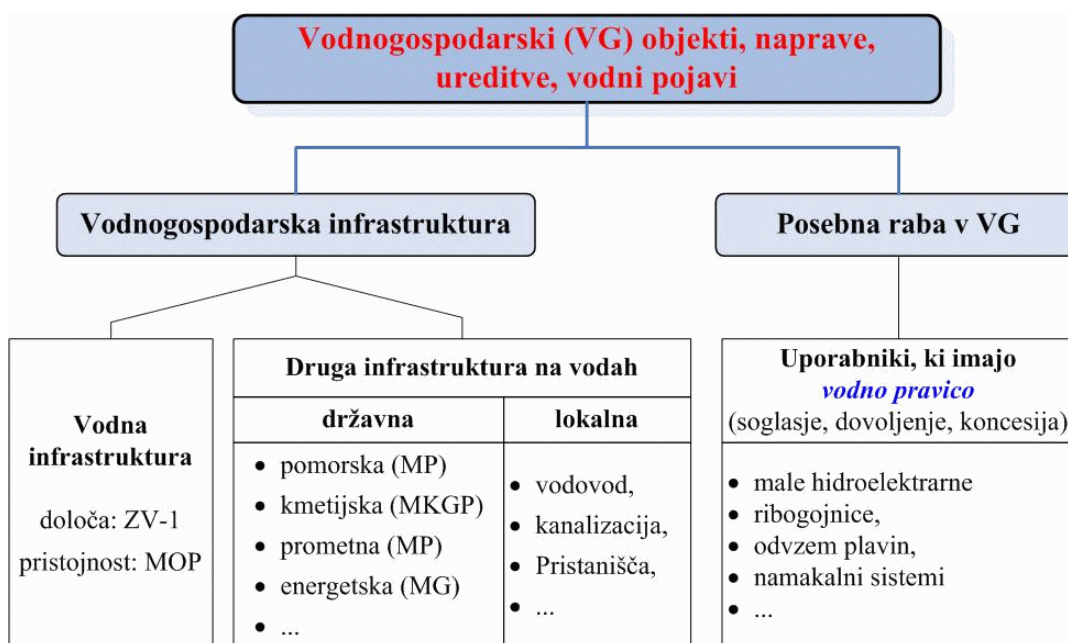 Vodnogospodarski (VG) objekti, naprave,
ureditve, vodni pojavi
Vodnogospodarska infrastruktura
Posebna raba v VG
Vodna
infrastruktura
določa: ZV-1
pristojnost: MOP
Druga infrastruktura na vodah
državna
• pomorska (MP)
• kmetijska (MKGP)
• prometna (MP)
• energetska (MG)
• ...
lokalna
• vodovod,
• kanalizacija,
• Pristanišča,
• ...
Uporabniki, ki imajo
vodno pravico
(soglasje, dovoljenje, koncesija)
• male hidroelektrarne
• ribogojnice,
• odvzem plavin,
• namakalni sistemi
• ...